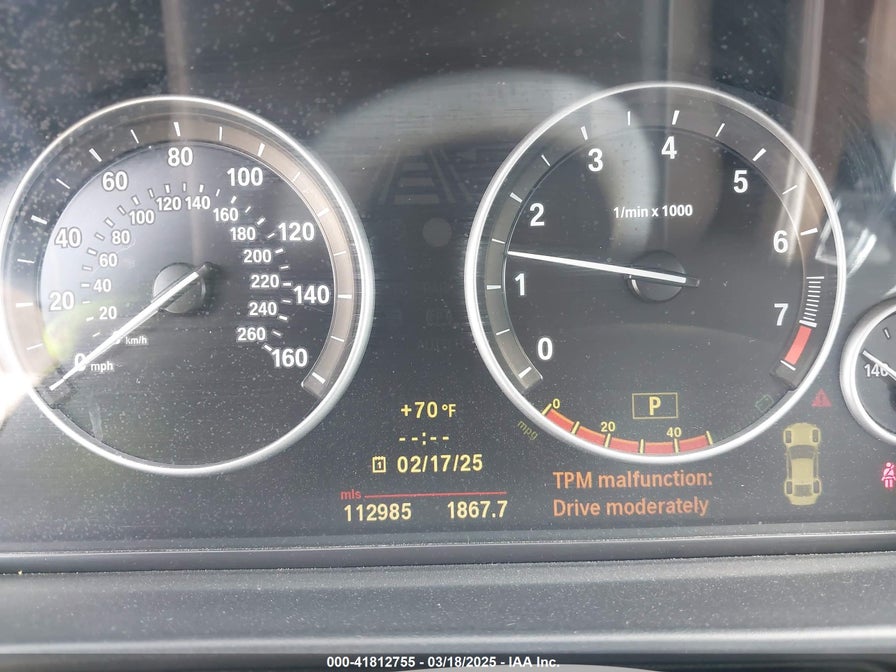 0 20 40 60 80 100 120 140 160
mph
20 40 60 80 100 120 140 160 180 200 220 240 260
km/h
0 1 2 3 4 5 6 7
1/min x 1000
P
0 20 40
mpg
+70 °F
--:--
1 02/17/25
mls
112985 1867.7
TPM malfunction:
Drive moderately
140
000-41812755 - 03/18/2025 - IAA Inc.